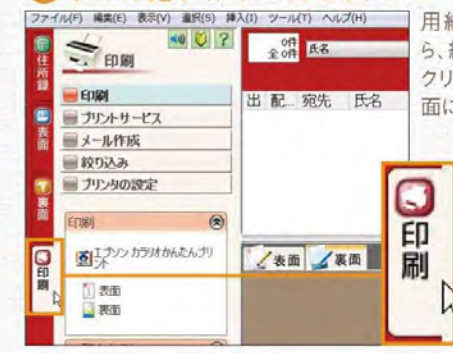 ファイル(F) 編集(E) 表示(V) 選択(S) 挿入(I) ツール(T) ヘルプ(H)
住所録
表面
裏面
印刷
印刷
?
印刷
プリントサービス
メール作成
絞り込み
プリンタの設定
印刷
エプソン カラリオかんたんプリント
表面
裏面
0件
全 0件
氏名
出 配... 宛先 氏名
表面
裏面
用
ら、
クリ
面に
印刷